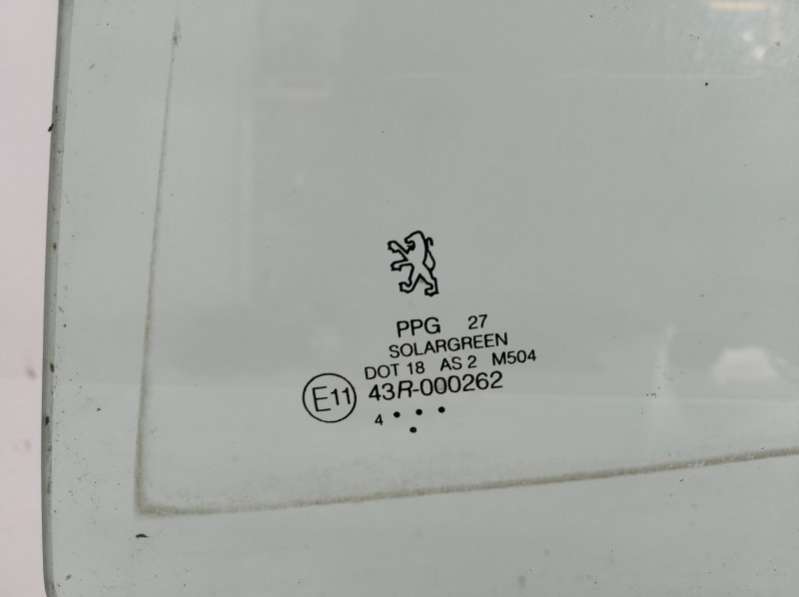 PPG 27
SOLARGREEN
DOT 18 AS 2 M504
E11 43R-000262
4